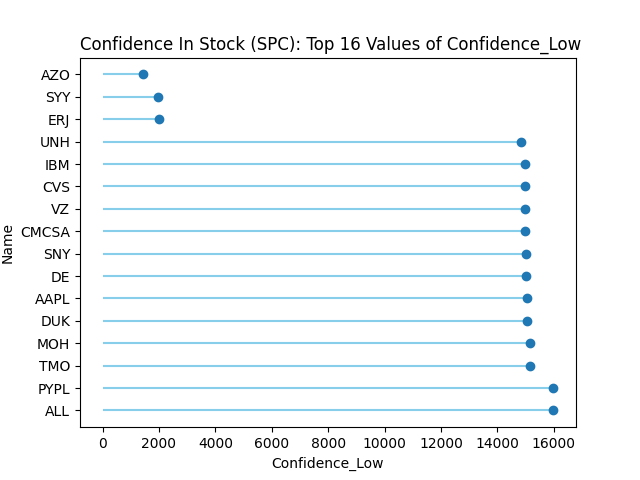 Confidence In Stock (SPC): Top 16 Values of Confidence_Low
AZO
SYY
ERJ
UNH
IBM
CVS
VZ
CMCSA
SNY
DE
AAPL
DUK
MOH
TMO
PYPL
ALL
Name
0 2000 4000 6000 8000 10000 12000 14000 16000
Confidence_Low